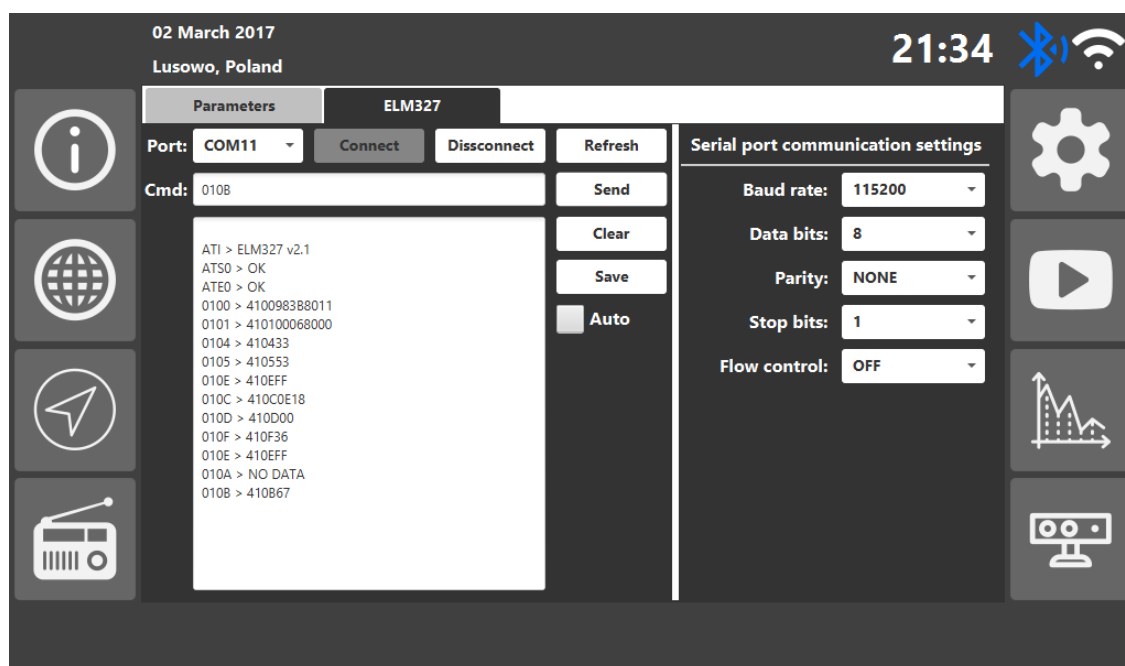 02 March 2017
Lusowo, Poland
21:34
Parameters
ELM327
Port: COM11 Connect Dissconnect Refresh
Cmd: 010B Send
ATI > ELM327 v2.1
ATS0 > OK
ATE0 > OK
0100 > 4100983B8011
0101 > 410100068000
0104 > 410433
0105 > 410553
010E > 410EFF
010C > 410C0E18
010D > 410D00
010F > 410F36
010E > 410EFF
010A > NO DATA
010B > 410B67
Clear
Save
Auto
Serial port communication settings
Baud rate: 115200
Data bits: 8
Parity: NONE
Stop bits: 1
Flow control: OFF